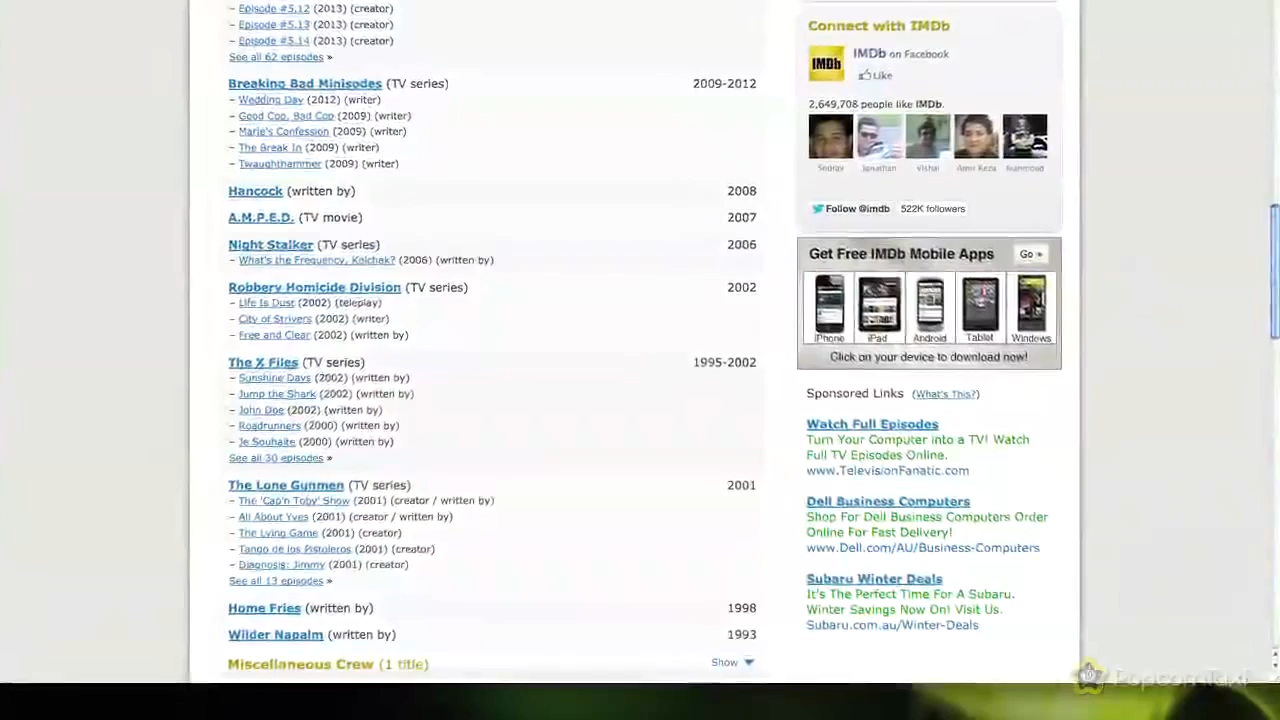 – Episode #5.12 (2013) (creator)
– Episode #5.13 (2013) (creator)
– Episode #5.14 (2013) (creator)
See all 62 episodes »
Breaking Bad Minisodes (TV series) 2009-2012
– Wedding Day (2012) (writer)
– Good Cop, Bad Cop (2009) (writer)
– Marie's Confession (2009) (writer)
– The Break In (2009) (writer)
– Twaughthammer (2009) (writer)
Hancock (written by) 2008
A.M.P.E.D. (TV movie) 2007
Night Stalker (TV series) 2006
– What's the Frequency, Kolchak? (2006) (written by)
Robbery Homicide Division (TV series) 2002
– Life Is Dust (2002) (teleplay)
– City of Strivers (2002) (writer)
– Free and Clear (2002) (written by)
The X Files (TV series) 1995-2002
– Sunshine Days (2002) (written by)
– Jump the Shark (2002) (written by)
– John Doe (2002) (written by)
– Roadrunners (2000) (written by)
– Je Souhaite (2000) (written by)
See all 30 episodes »
The Lone Gunmen (TV series) 2001
– The 'Cap'n Toby' Show (2001) (creator / written by)
– All About Yves (2001) (creator / written by)
– The Lying Game (2001) (creator)
– Tango de los Pistoleros (2001) (creator)
– Diagnosis: Jimmy (2001) (creator)
See all 13 episodes »
Home Fries (written by) 1998
Wilder Napalm (written by) 1993
Miscellaneous Crew (1 title) Show
Connect with IMDb
IMDb
IMDb on Facebook
Like
2,649,708 people like IMDb.
Sourav Jonathan Vishal Amir Reza Mahmoud
Follow @imdb 522K followers
Get Free IMDb Mobile Apps Go »
iPhone iPad Android Tablet Windows
Click on your device to download now!
Sponsored Links (What's This?)
Watch Full Episodes
Turn Your Computer into a TV! Watch
Full TV Episodes Online.
www.TelevisionFanatic.com
Dell Business Computers
Shop For Dell Business Computers Order
Online For Fast Delivery!
www.Dell.com/AU/Business-Computers
Subaru Winter Deals
It's The Perfect Time For A Subaru.
Winter Savings Now On! Visit Us.
Subaru.com.au/Winter-Deals
PopcornTaxi